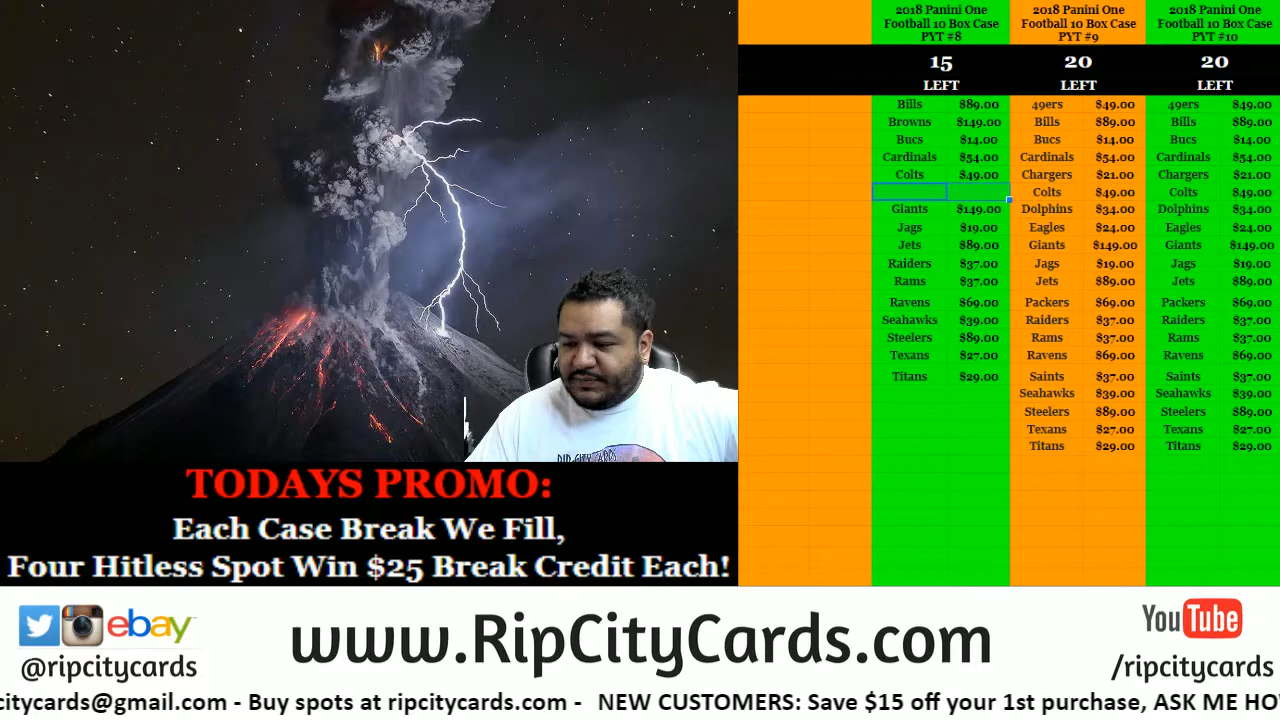 2018 Panini One
Football 10 Box Case
PYT #8
2018 Panini One
Football 10 Box Case
PYT #9
2018 Panini One
Football 10 Box Case
PYT #10
15
LEFT
20
LEFT
20
LEFT
Bills $89.00
Browns $149.00
Bucs $14.00
Cardinals $54.00
Colts $49.00
Giants $149.00
Jags $19.00
Jets $89.00
Raiders $37.00
Rams $37.00
Ravens $69.00
Seahawks $39.00
Steelers $89.00
Texans $27.00
Titans $29.00
49ers $49.00
Bills $89.00
Bucs $14.00
Cardinals $54.00
Chargers $21.00
Colts $49.00
Dolphins $34.00
Eagles $24.00
Giants $149.00
Jags $19.00
Jets $89.00
Packers $69.00
Raiders $37.00
Rams $37.00
Ravens $69.00
Saints $37.00
Seahawks $39.00
Steelers $89.00
Texans $27.00
Titans $29.00
49ers $49.00
Bills $89.00
Bucs $14.00
Cardinals $54.00
Chargers $21.00
Colts $49.00
Dolphins $34.00
Eagles $24.00
Giants $149.00
Jags $19.00
Jets $89.00
Packers $69.00
Raiders $37.00
Rams $37.00
Ravens $69.00
Saints $37.00
Seahawks $39.00
Steelers $89.00
Texans $27.00
Titans $29.00
RIP CITY CARDS
TODAYS PROMO:
Each Case Break We Fill,
Four Hitless Spot Win $25 Break Credit Each!
ebay
@ripcitycards
www.RipCityCards.com
YouTube
/ripcitycards
citycards@gmail.com - Buy spots at ripcitycards.com - NEW CUSTOMERS: Save $15 off your 1st purchase, ASK ME HO